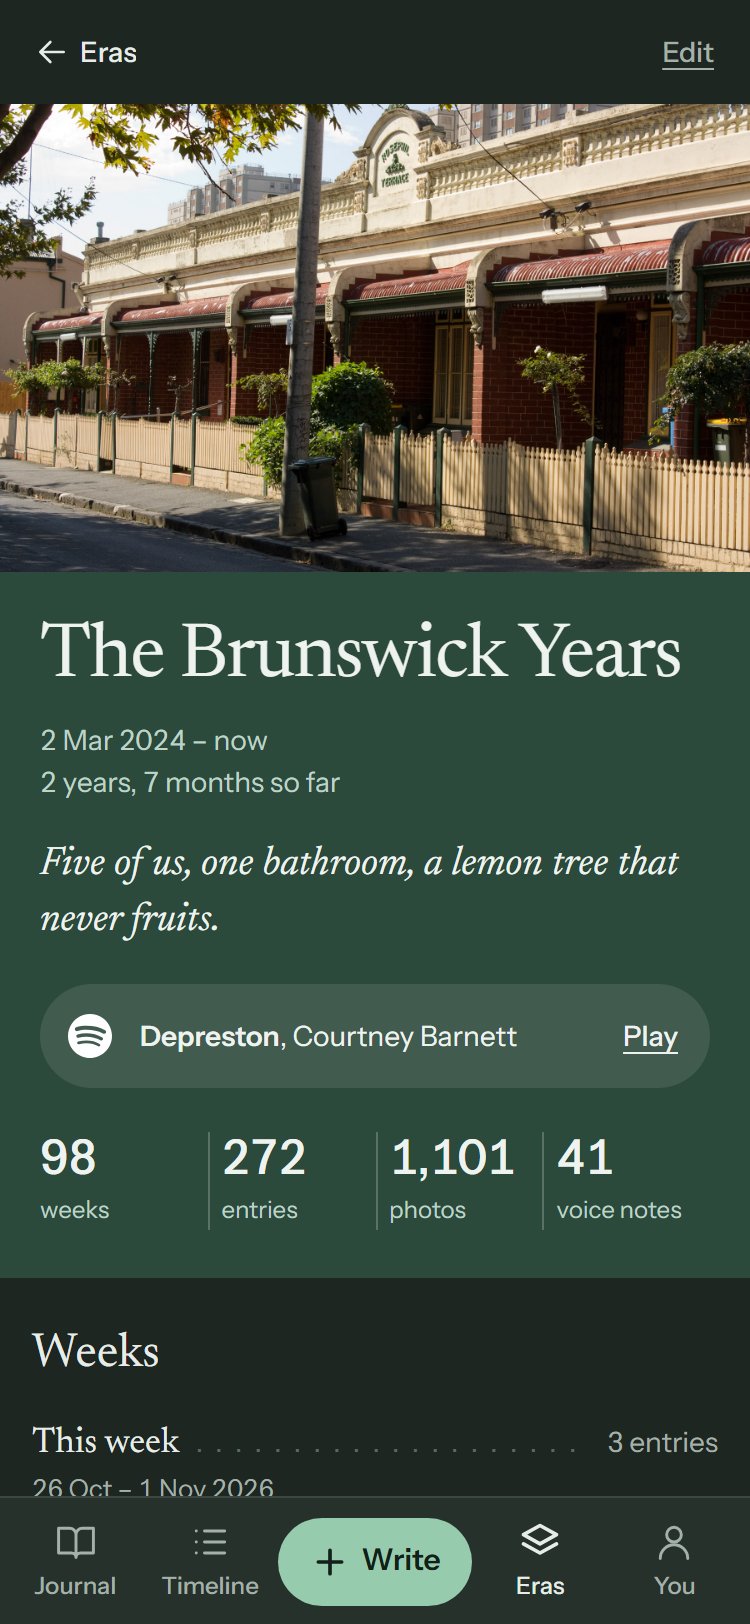 Eras
Edit
TERRACE
The Brunswick Years
2 Mar 2024 – now
2 years, 7 months so far
Five of us, one bathroom, a lemon tree that
never fruits.
Depreston, Courtney Barnett
Play
98
weeks
272
entries
1,101
photos
41
voice notes
Weeks
This week . . . . . . . . . . . . . . . . . . . . 3 entries
26 Oct – 1 Nov 2026
Journal
Timeline
+ Write
Eras
You